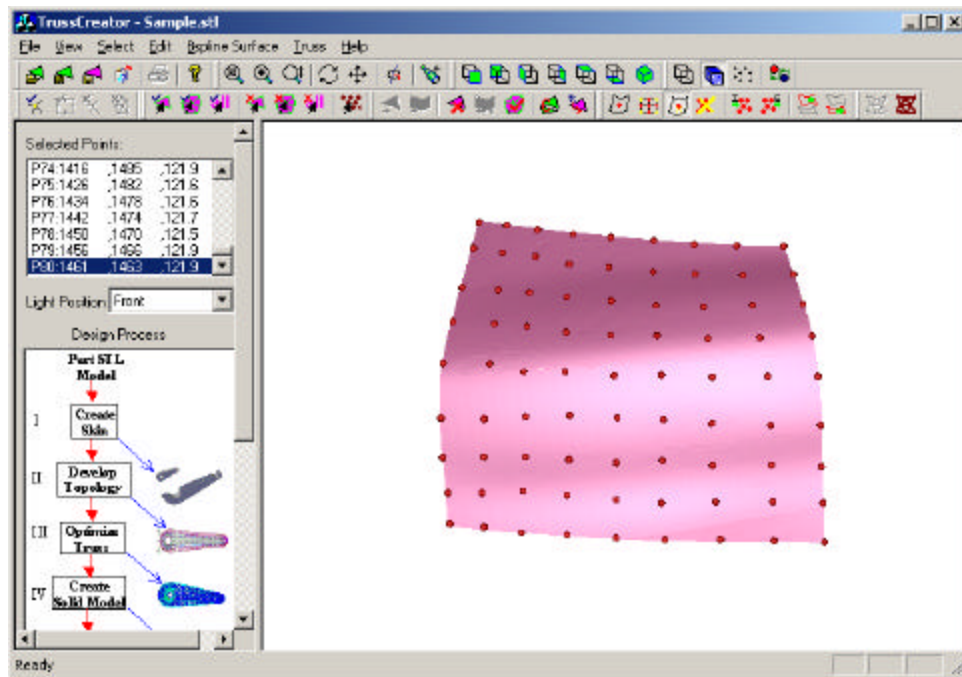 TrussCreator - Sample.stl
File View Select Edit Bspline Surface Truss Help
Selected Points:
P74:1416 ,1485 ,121.9
P75:1426 ,1482 ,121.6
P76:1434 ,1478 ,121.6
P77:1442 ,1474 ,121.7
P78:1450 ,1470 ,121.5
P79:1456 ,1466 ,121.9
P80:1461 ,1463 ,121.9
Light Position Front
Design Process
Part STL
Model
I
Create
Skin
II
Develop
Topology
III
Optimize
Truss
IV
Create
Solid Model
Ready